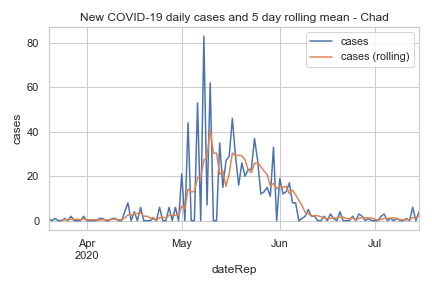 New COVID-19 daily cases and 5 day rolling mean - Chad
cases
cases (rolling)
80
60
40
20
0
cases
Apr
2020
May
Jun
Jul
dateRep